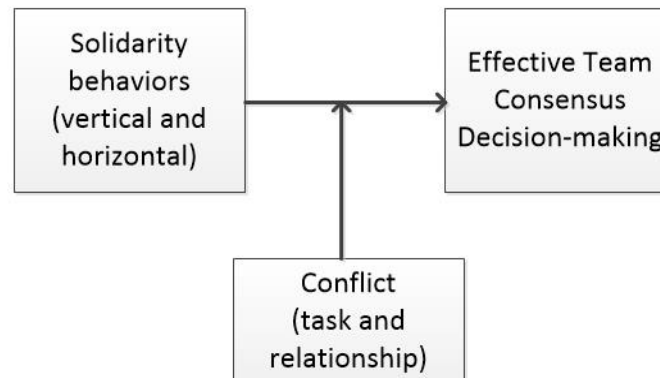 Solidarity
behaviors
(vertical and
horizontal)
Effective Team
Consensus
Decision-making
Conflict
(task and
relationship)